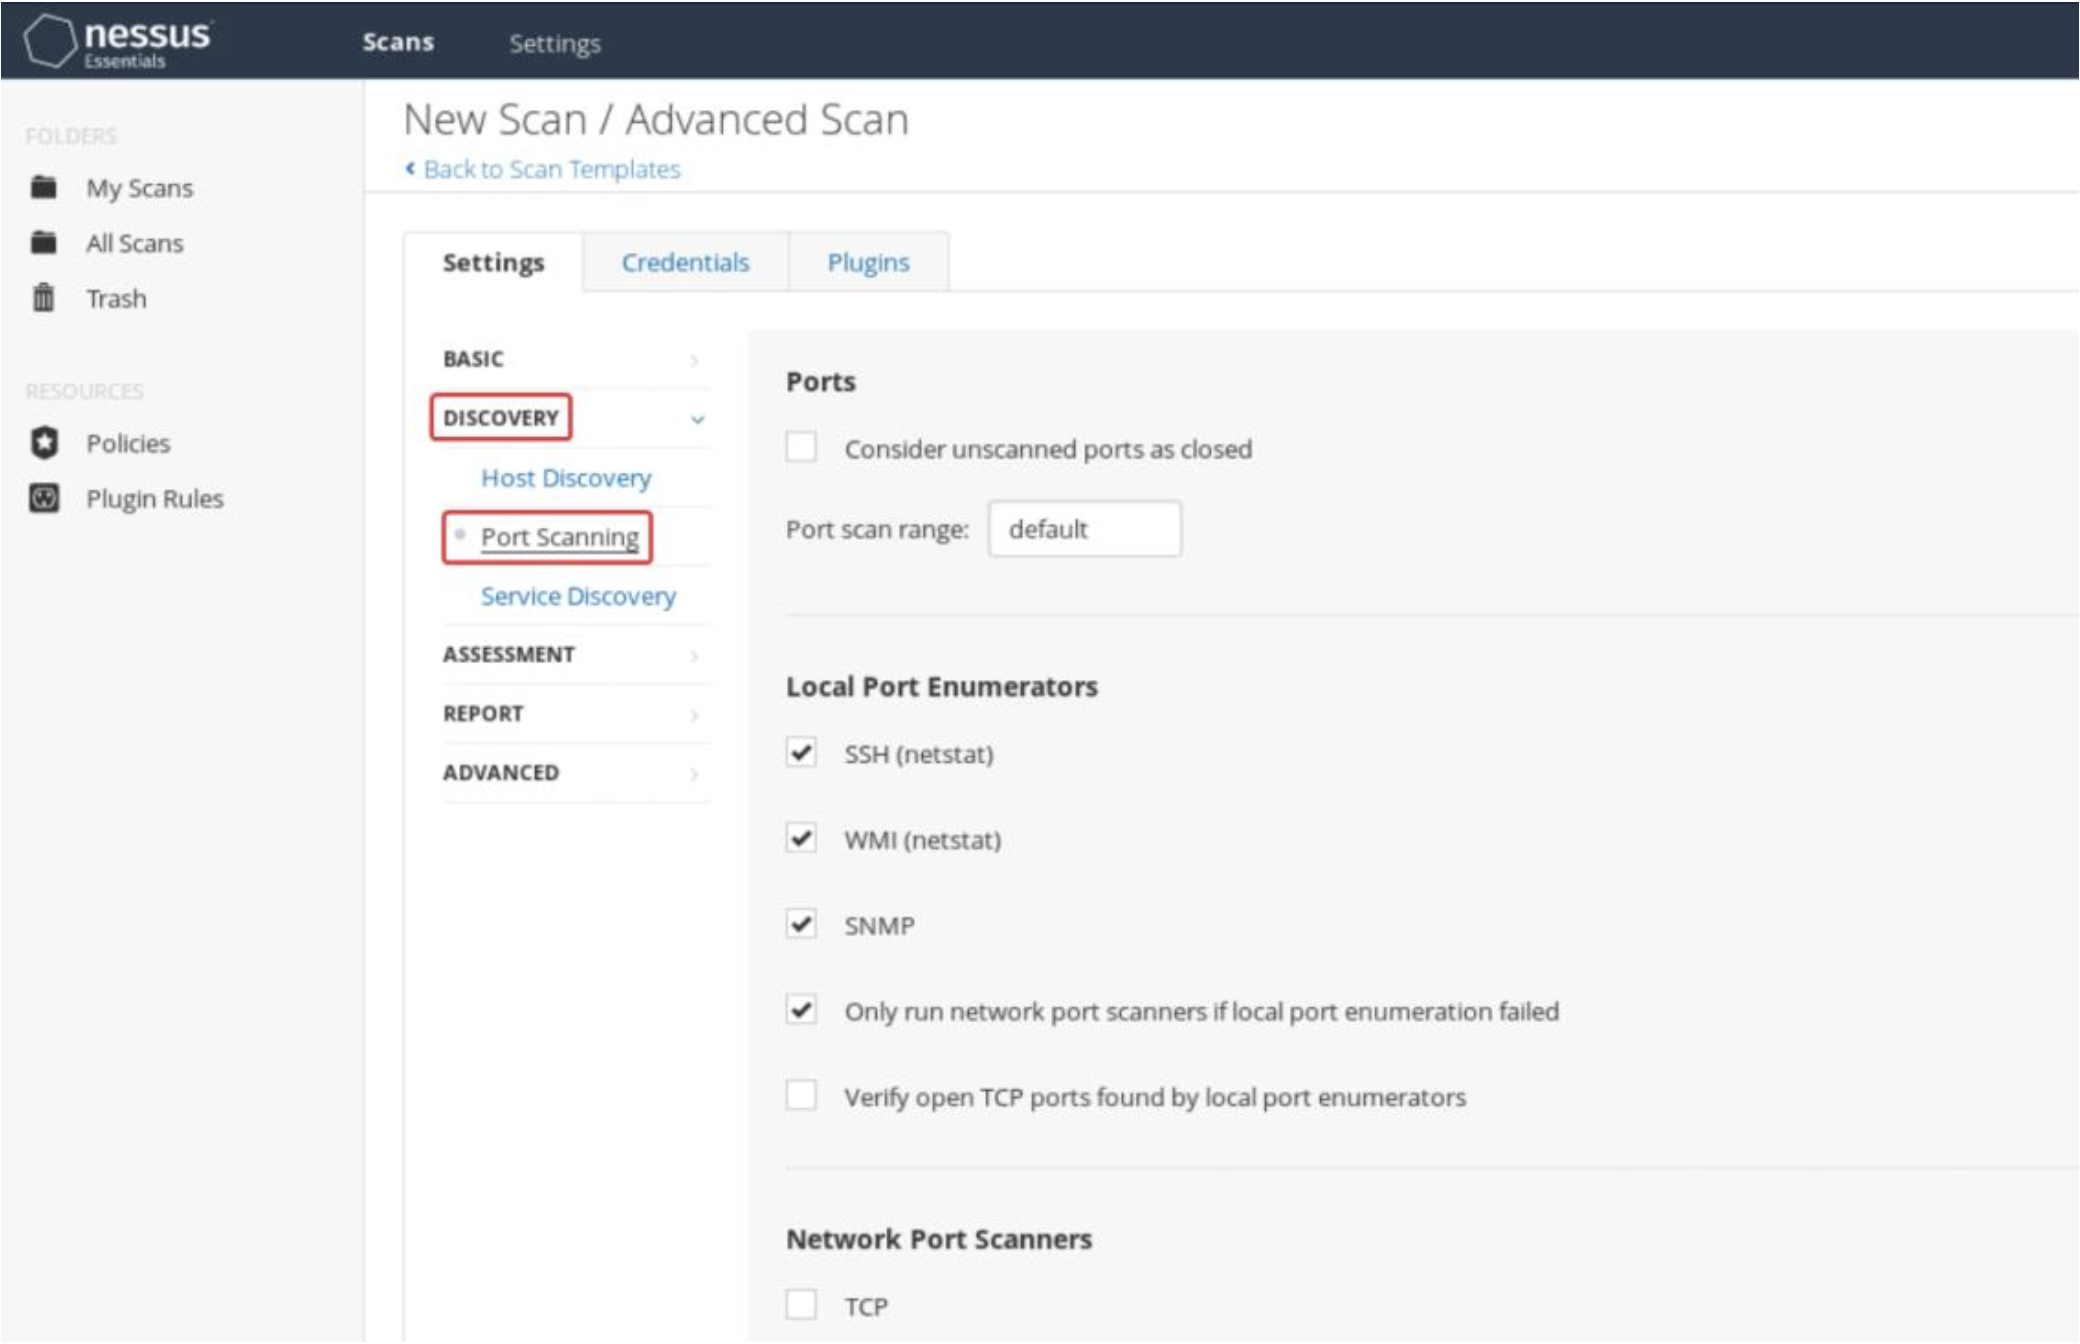 nessus
Essentials
Scans
Settings
FOLDERS
My Scans
All Scans
Trash
RESOURCES
Policies
Plugin Rules
New Scan / Advanced Scan
Back to Scan Templates
Settings
Credentials
Plugins
BASIC
DISCOVERY
Host Discovery
Port Scanning
Service Discovery
ASSESSMENT
REPORT
ADVANCED
Ports
Consider unscanned ports as closed
Port scan range: default
Local Port Enumerators
SSH (netstat)
WMI (netstat)
SNMP
Only run network port scanners if local port enumeration failed
Verify open TCP ports found by local port enumerators
Network Port Scanners
TCP